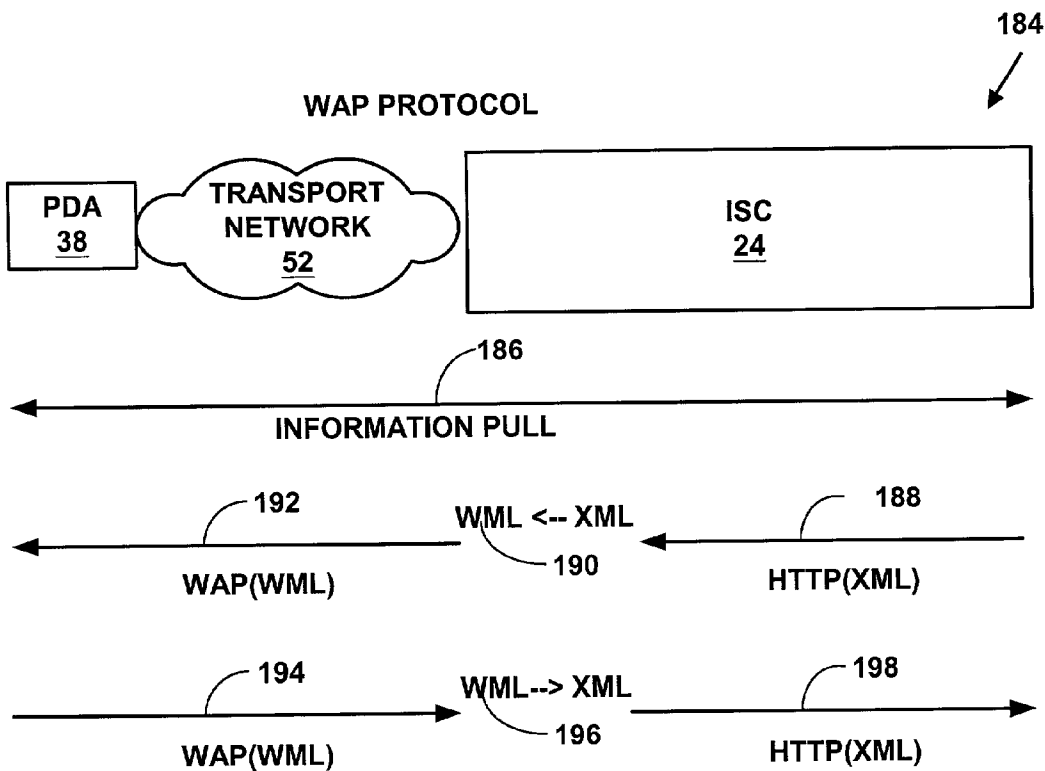 184
WAP PROTOCOL
PDA
38
TRANSPORT
NETWORK
52
ISC
24
186
INFORMATION PULL
192
WML <-- XML
188
190
WAP(WML)
HTTP(XML)
194
WML--> XML
198
196
WAP(WML)
HTTP(XML)